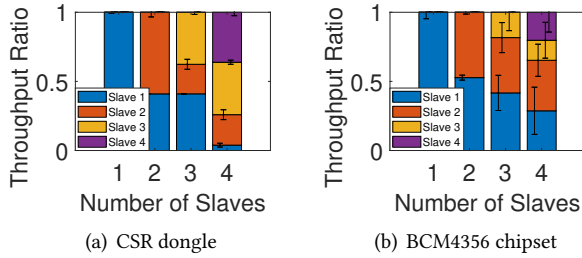 Throughput Ratio
1
0.5
0
Slave 1
Slave 2
Slave 3
Slave 4
1 2 3 4
Number of Slaves
(a) CSR dongle
Throughput Ratio
1
0.5
0
Slave 1
Slave 2
Slave 3
Slave 4
1 2 3 4
Number of Slaves
(b) BCM4356 chipset